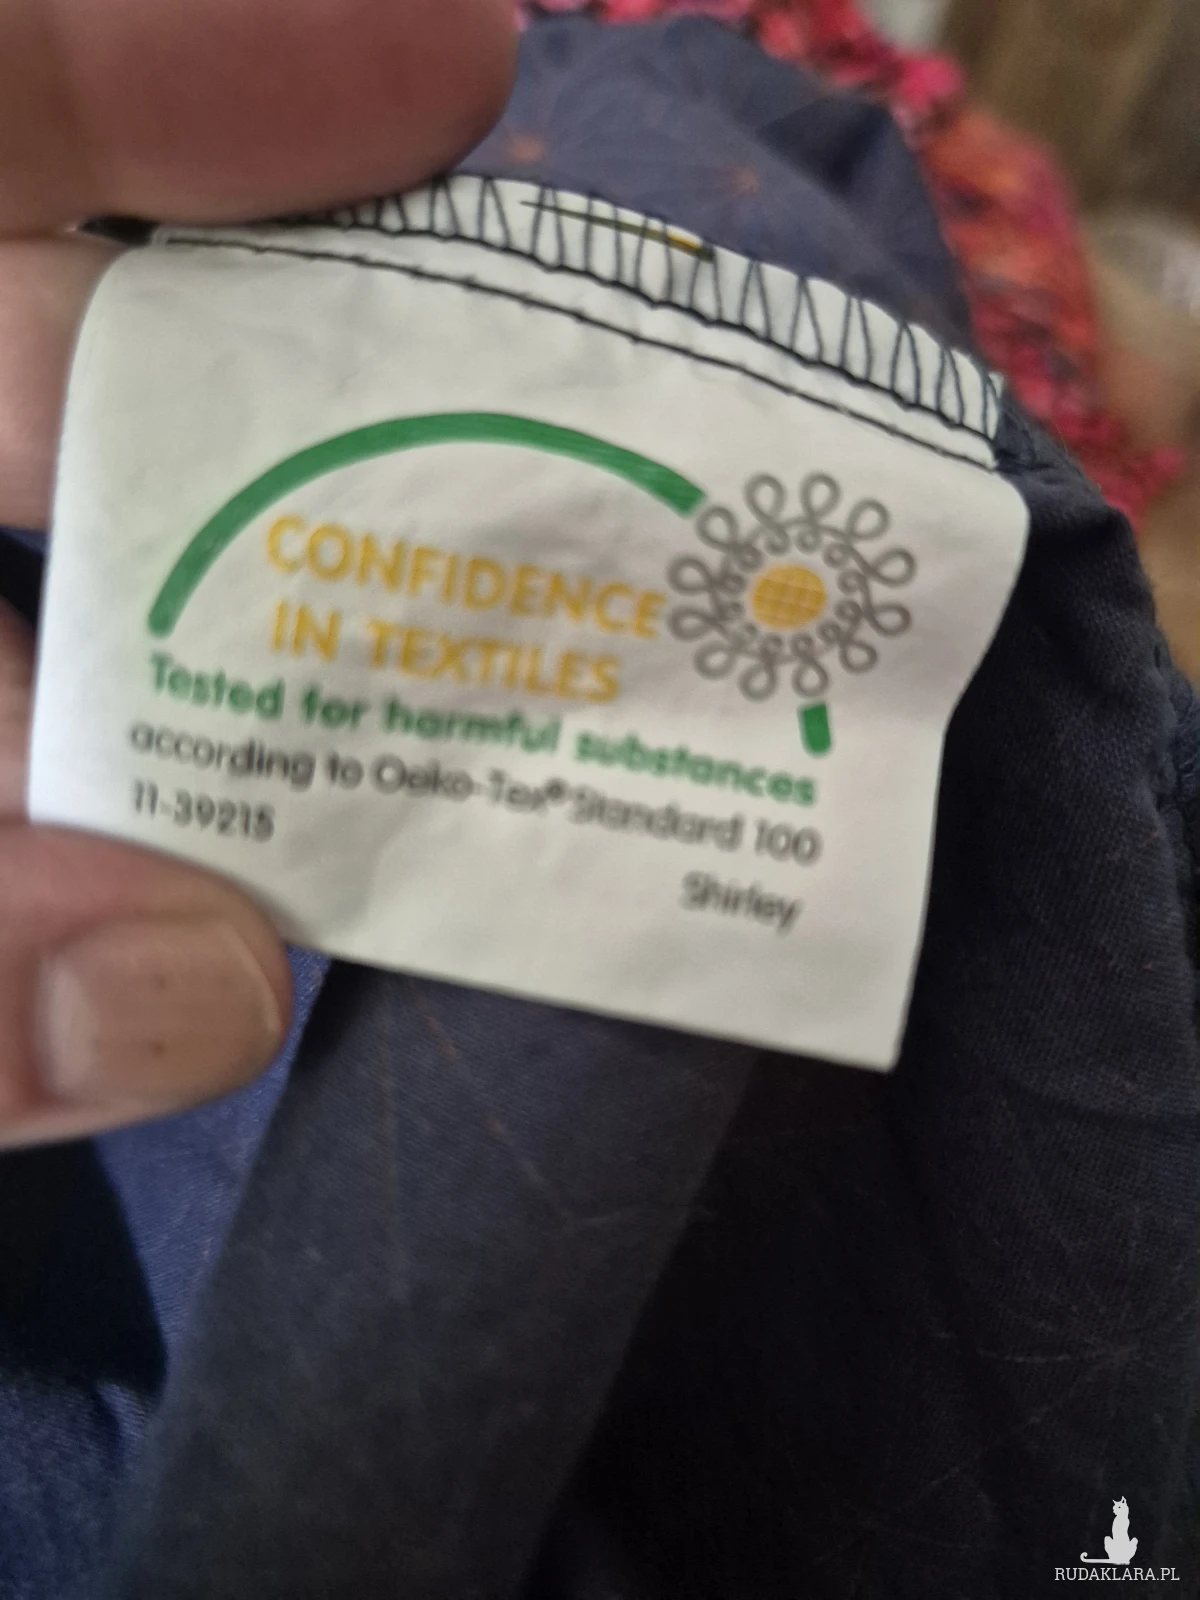 CONFIDENCE
IN TEXTILES
Tested for harmful substances
according to Oeko-Tex® Standard 100
11-39215
Shirley
RUDAKLARA.PL